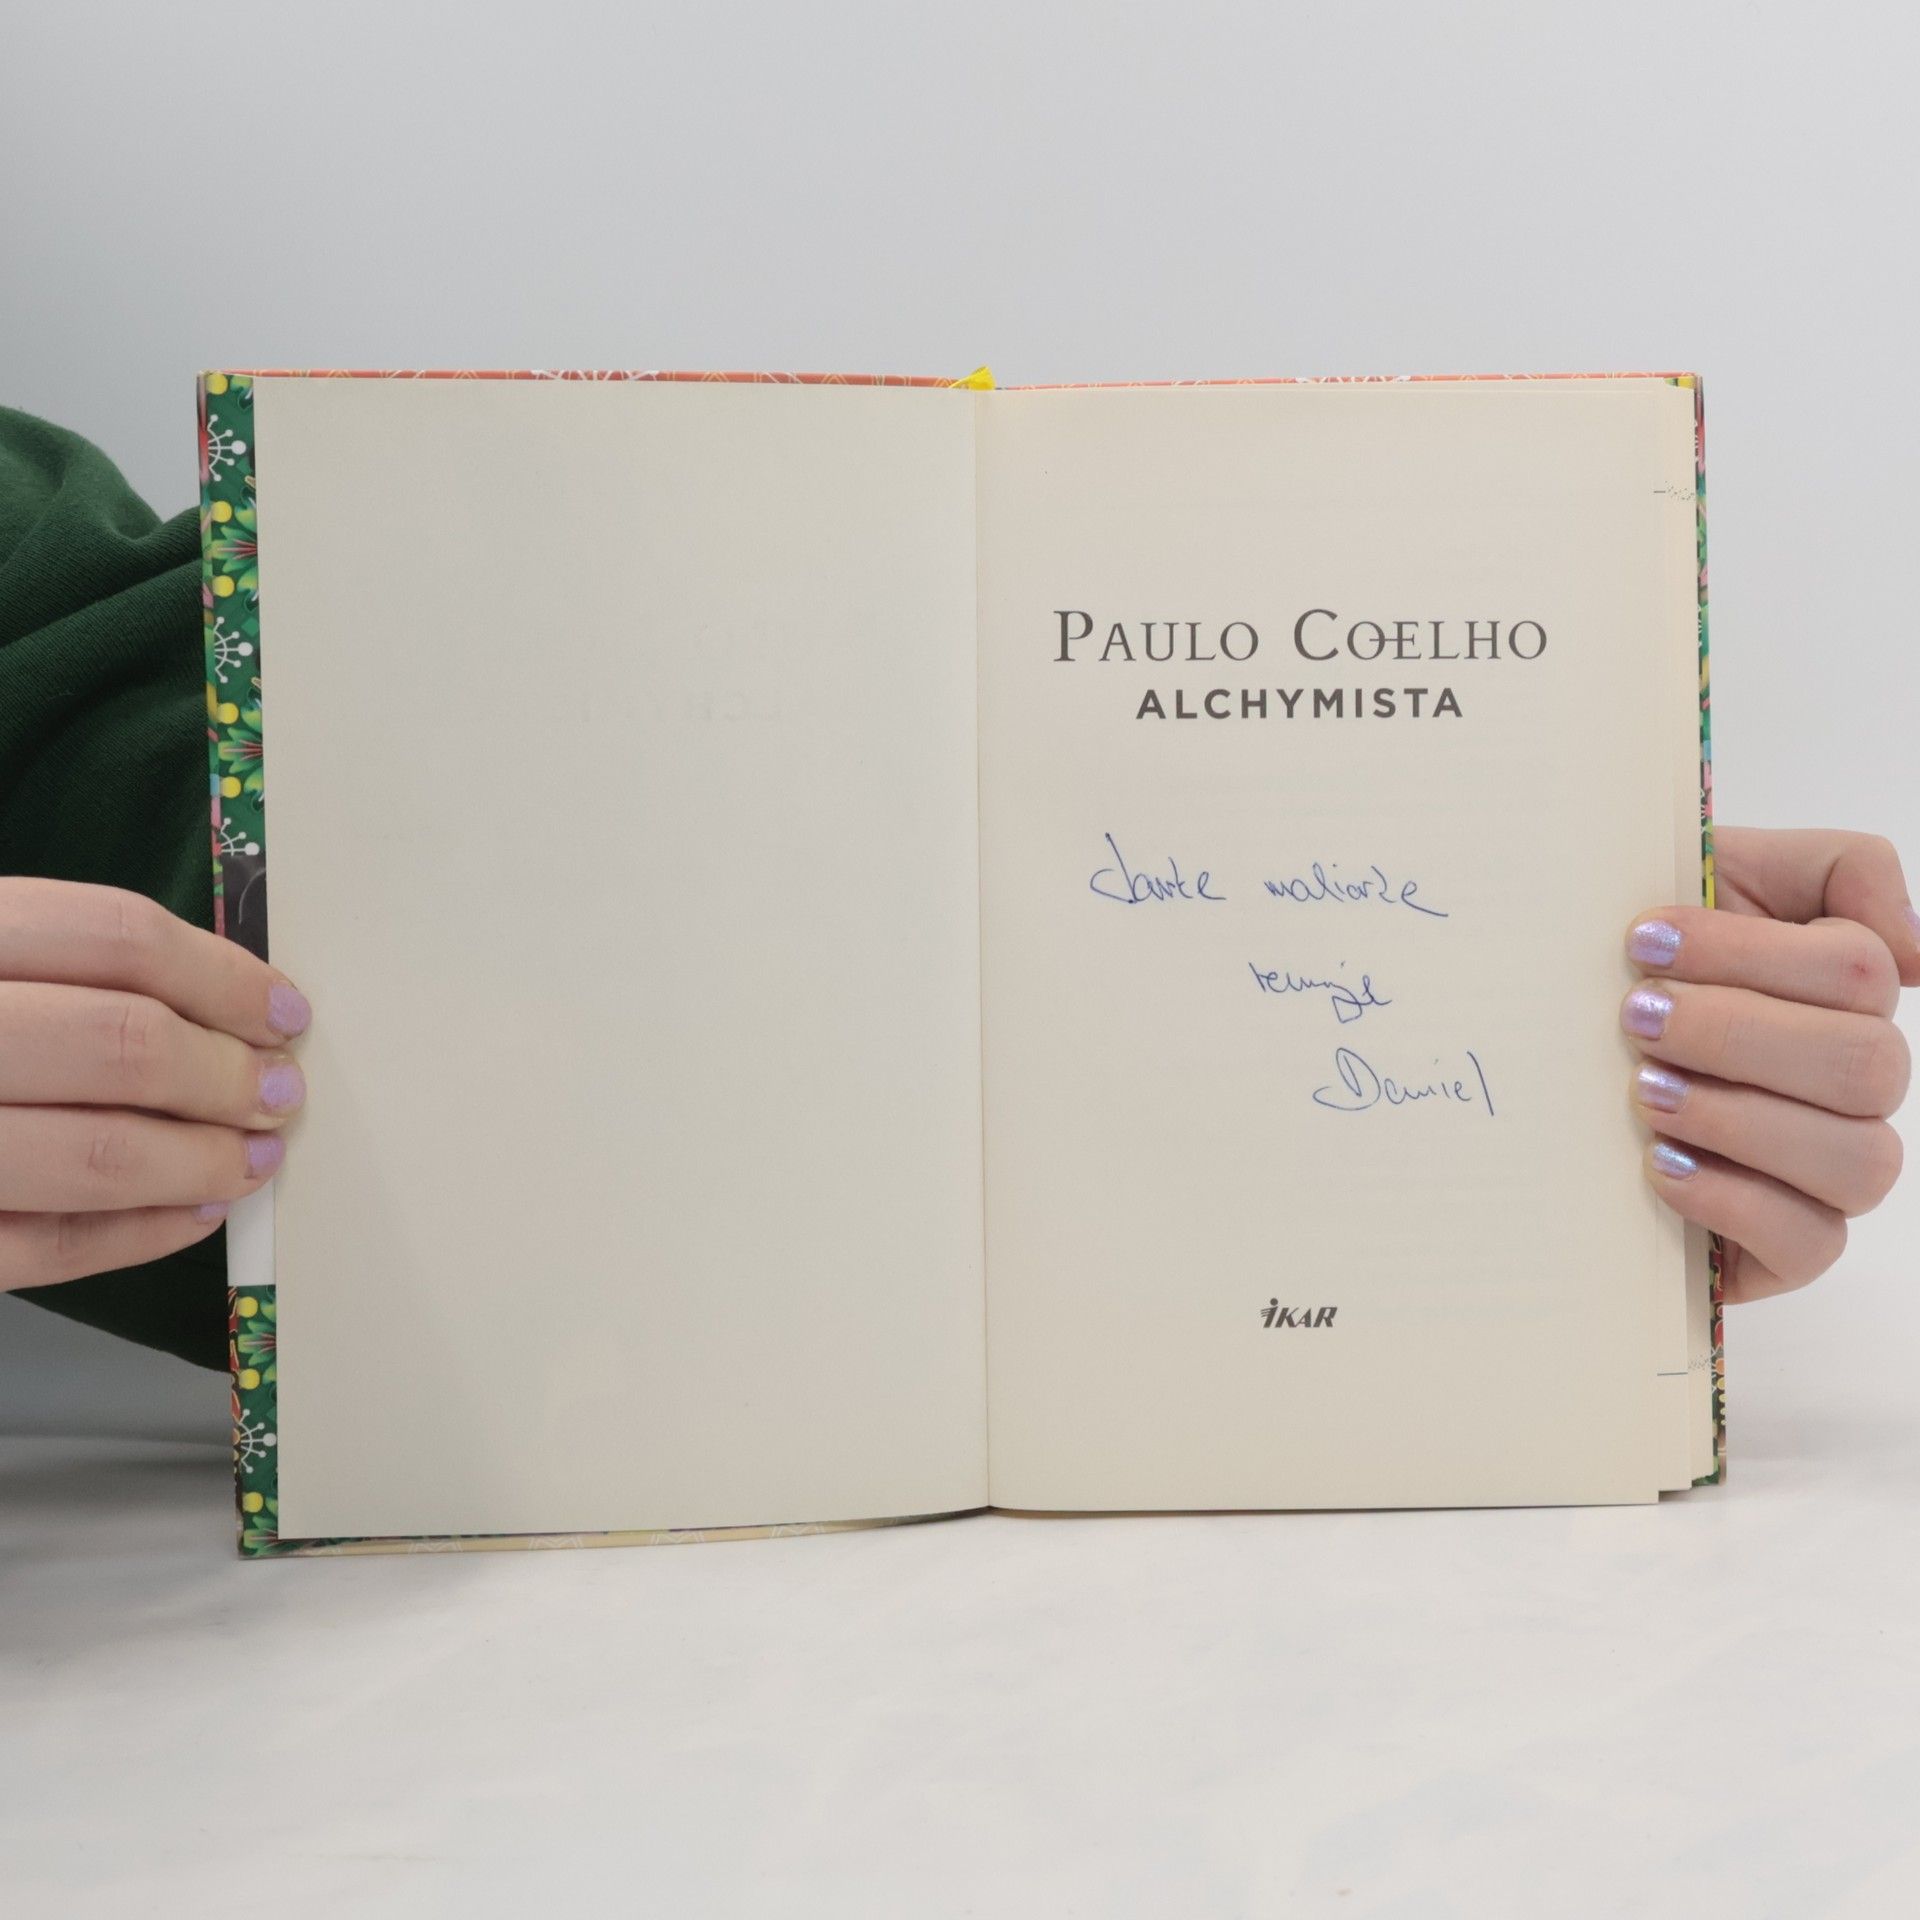 PAULO COELHO
ALCHYMISTA
Janke maliarke
venuje
Daniel
IKAR